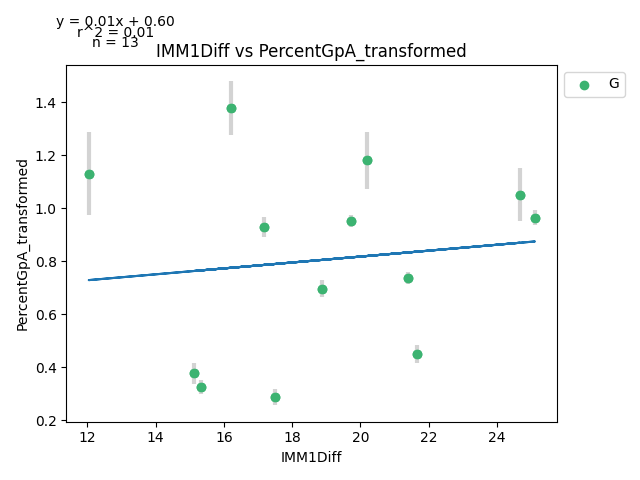 y = 0.01x + 0.60
r^2 = 0.01
n = 13
IMM1Diff vs PercentGpA_transformed
G
PercentGpA_transformed
1.4
1.2
1.0
0.8
0.6
0.4
0.2
12 14 16 18 20 22 24
IMM1Diff